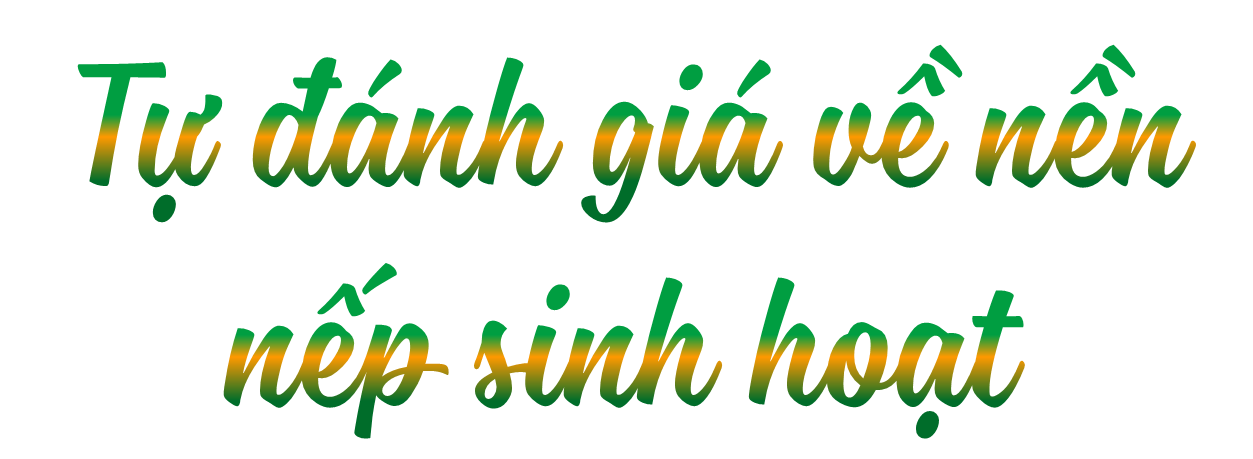 Tự đánh giá về nền
nếp sinh hoạt